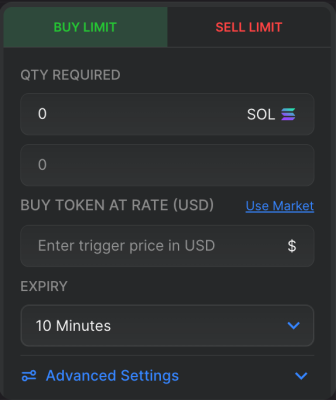 BUY LIMIT SELL LIMIT
QTY REQUIRED
0 SOL
0
BUY TOKEN AT RATE (USD) Use Market
Enter trigger price in USD $
EXPIRY
10 Minutes
Advanced Settings